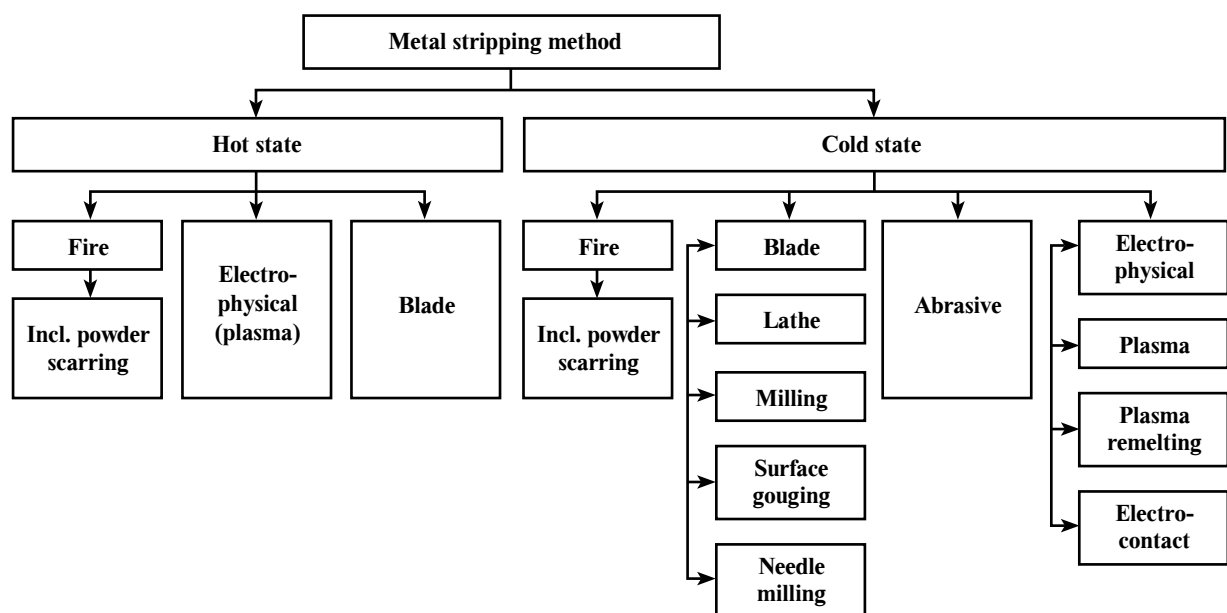 Metal stripping method
Hot state
Cold state
Fire
Incl. powder
scarring
Electro-
physical
(plasma)
Blade
Fire
Incl. powder
scarring
Blade
Lathe
Milling
Surface
gouging
Needle
milling
Abrasive
Electro-
physical
Plasma
Plasma
remelting
Electro-
contact